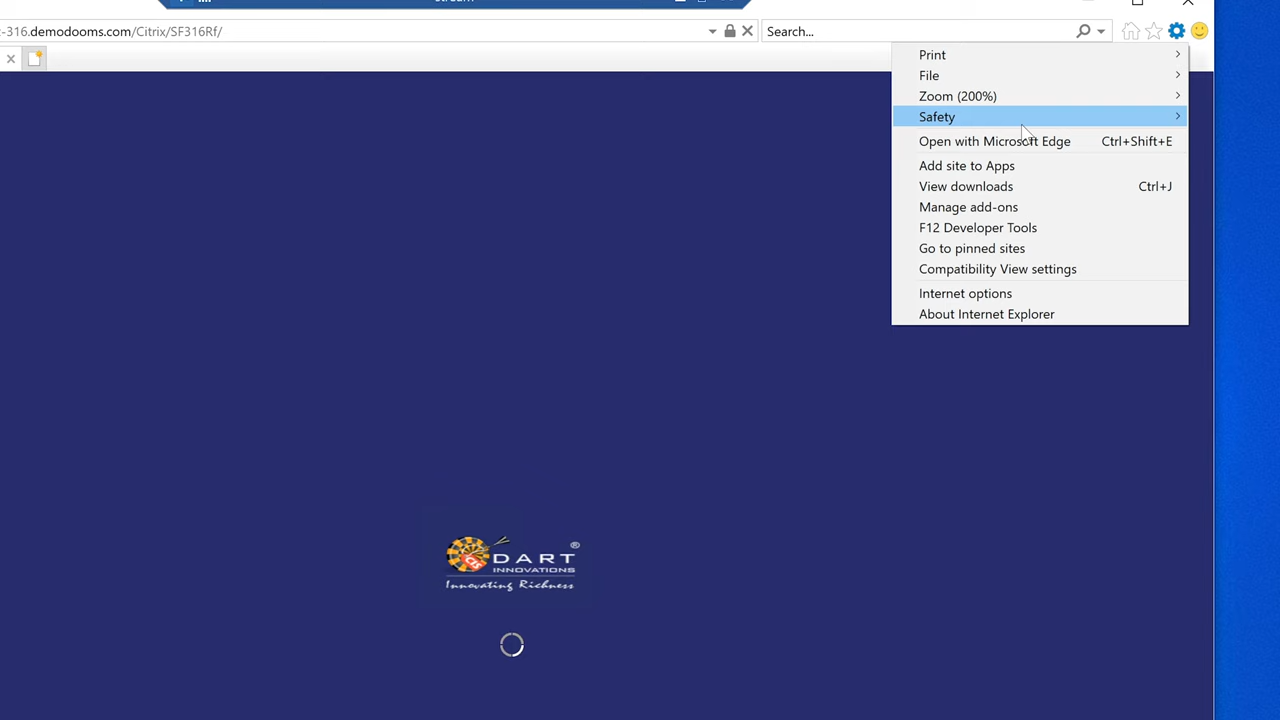 -316.demodooms.com/Citrix/SF316Rf/
Search...
Print
File
Zoom (200%)
Safety
Open with Microsoft Edge Ctrl+Shift+E
Add site to Apps
View downloads Ctrl+J
Manage add-ons
F12 Developer Tools
Go to pinned sites
Compatibility View settings
Internet options
About Internet Explorer
DART ®
INNOVATIONS
Innovating Richness